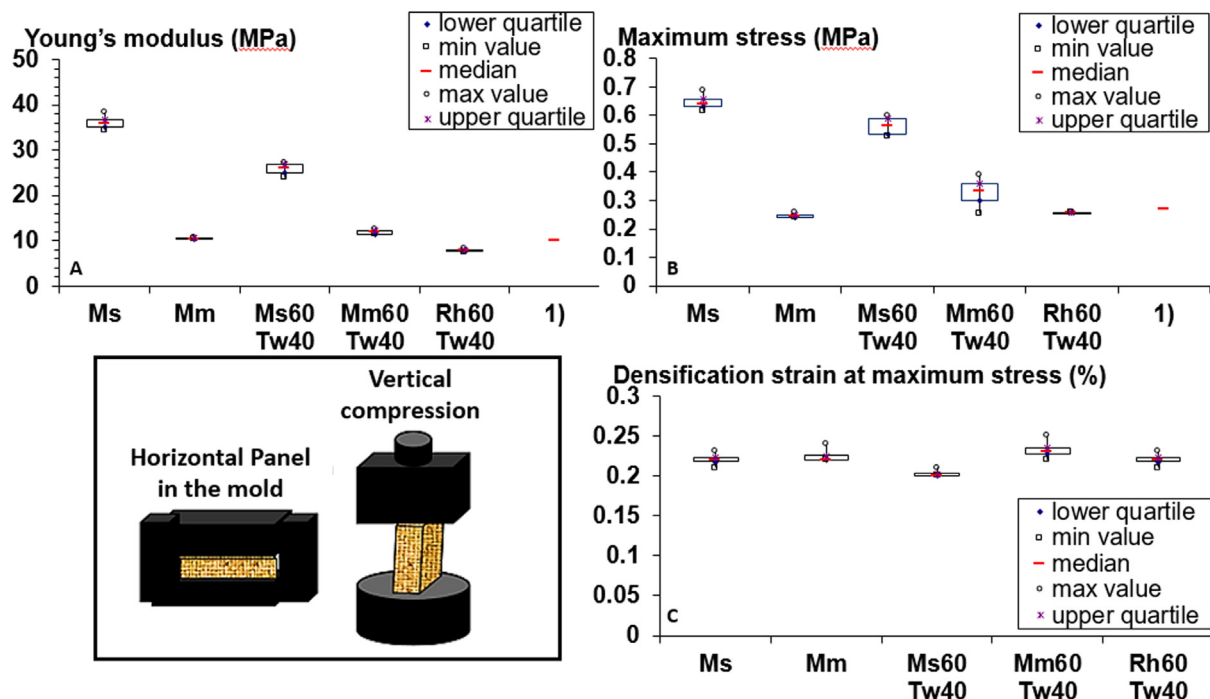 Young's modulus (MPa)
50
40
30
20
10
0
lower quartile
min value
median
max value
upper quartile
A
Ms
Mm
Ms60
Tw40
Mm60
Tw40
Rh60
Tw40
1)
Maximum stress (MPa)
0.8
0.7
0.6
0.5
0.4
0.3
0.2
0.1
0
lower quartile
min value
median
max value
upper quartile
B
Ms
Mm
Ms60
Tw40
Mm60
Tw40
Rh60
Tw40
1)
Horizontal Panel
in the mold
Vertical
compression
Densification strain at maximum stress (%)
0.3
0.25
0.2
0.15
0.1
0.05
0
lower quartile
min value
median
max value
upper quartile
C
Ms
Mm
Ms60
Tw40
Mm60
Tw40
Rh60
Tw40